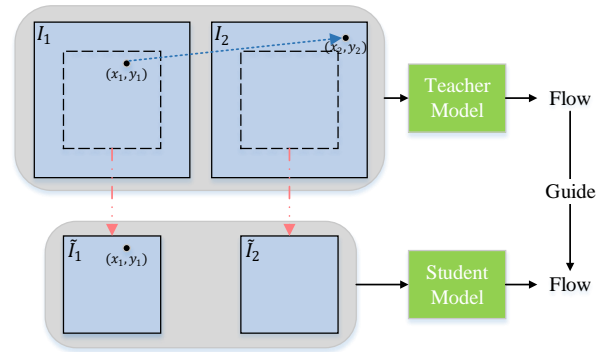 I₁
I₂
(x₁, y₁)
(x₂, y₂)
Teacher
Model
Flow
Guide
Ĩ₁
Ĩ₂
(x₁, y₁)
Student
Model
Flow